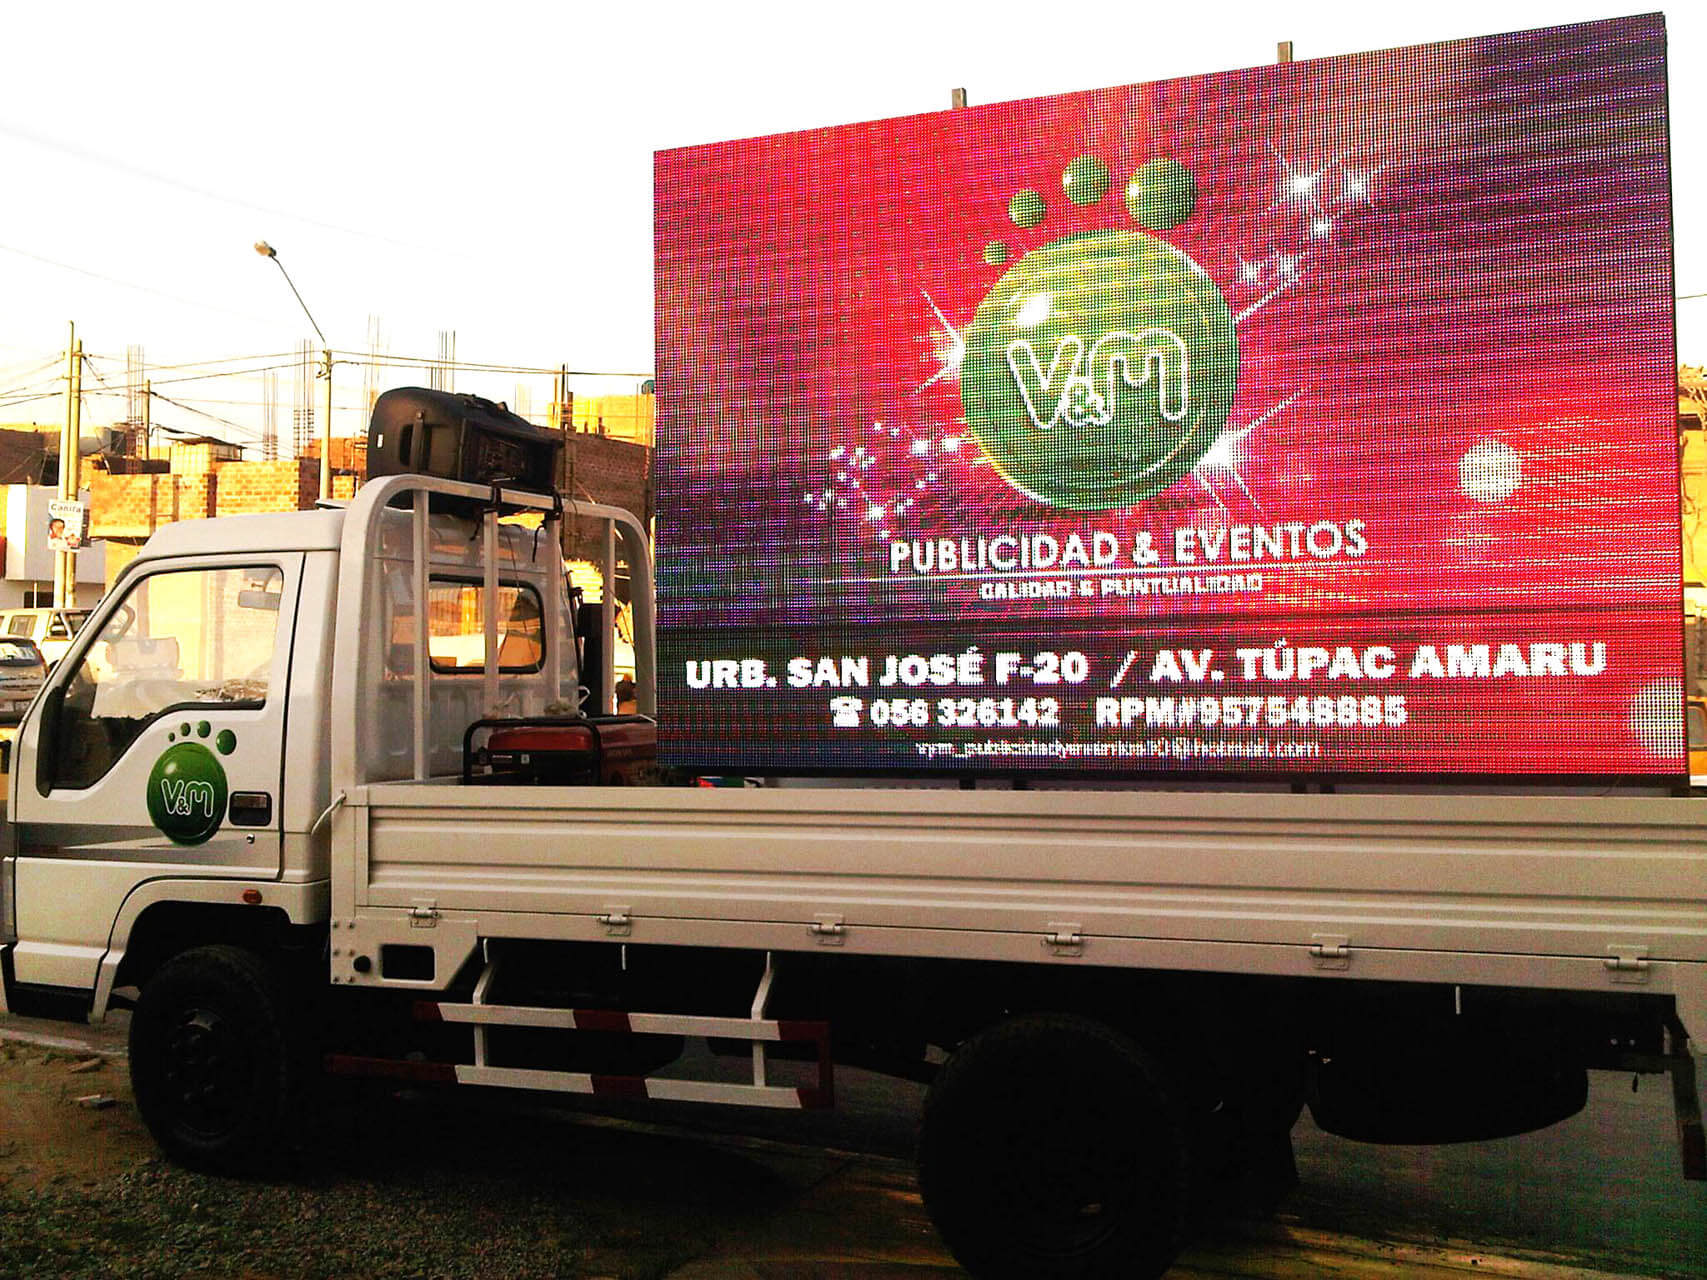 V&M
PUBLICIDAD & EVENTOS
CALIDAD & PUNTUALIDAD
URB. SAN JOSÉ F-20 / AV. TÚPAC AMARU
☎ 056 326142 RPM#957548885
V&M